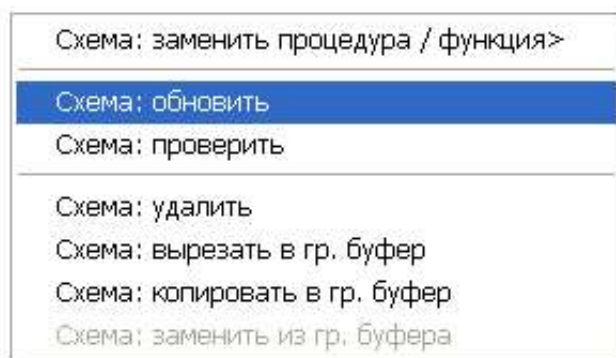 Схема: заменить процедура / функция>
Схема: обновить
Схема: проверить
Схема: удалить
Схема: вырезать в гр. буфер
Схема: копировать в гр. буфер
Схема: заменить из гр. буфера